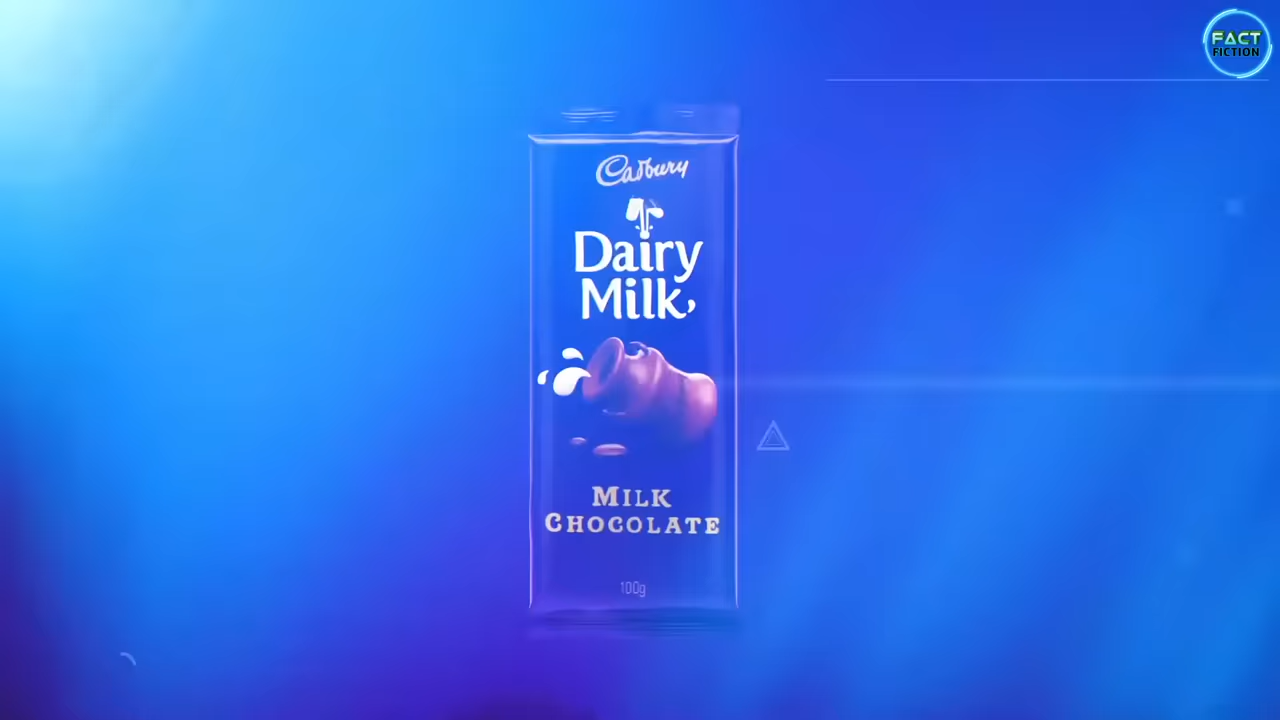 FACT
FICTION
Cadbury
Dairy
Milk
MILK
CHOCOLATE
100g